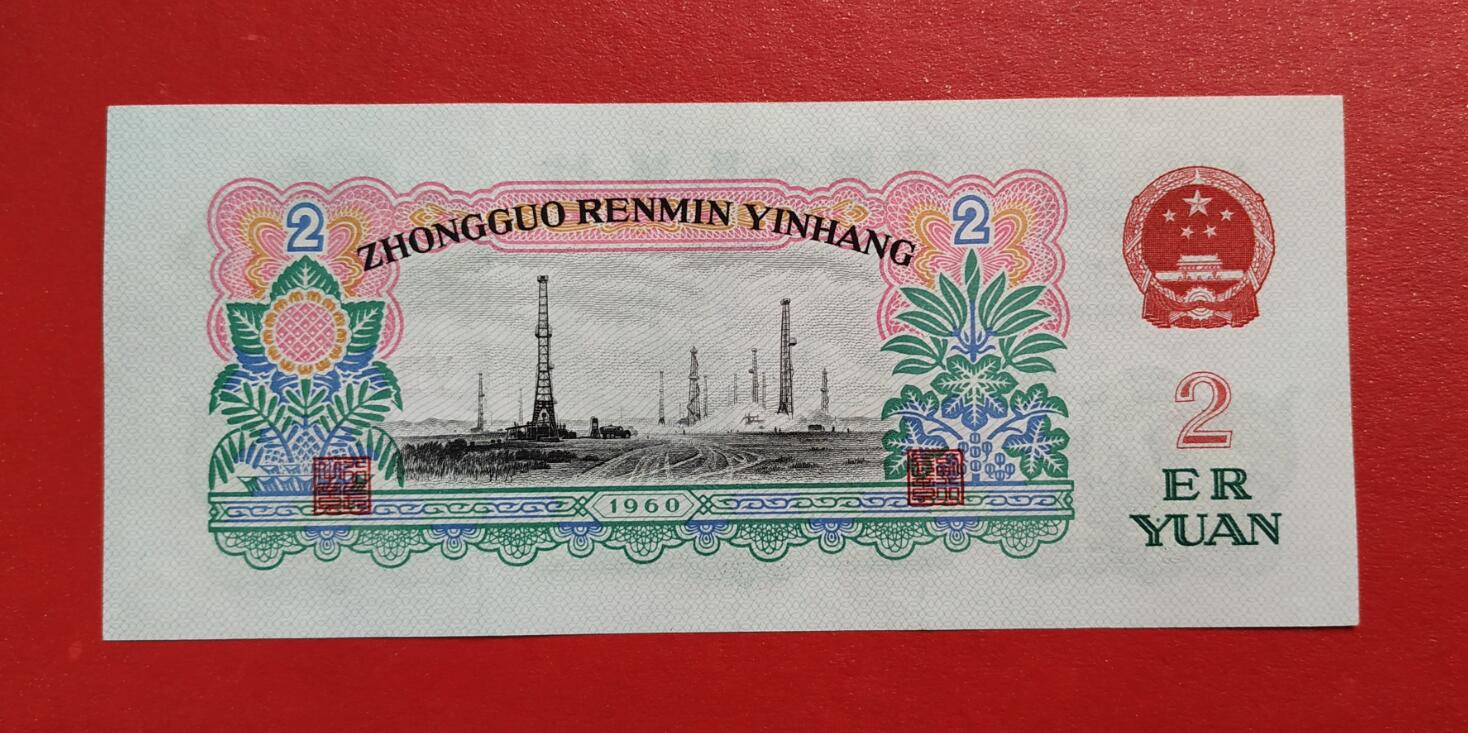 2
2
ZHONGGUO RENMIN YINHANG
1960
2
ER
YUAN